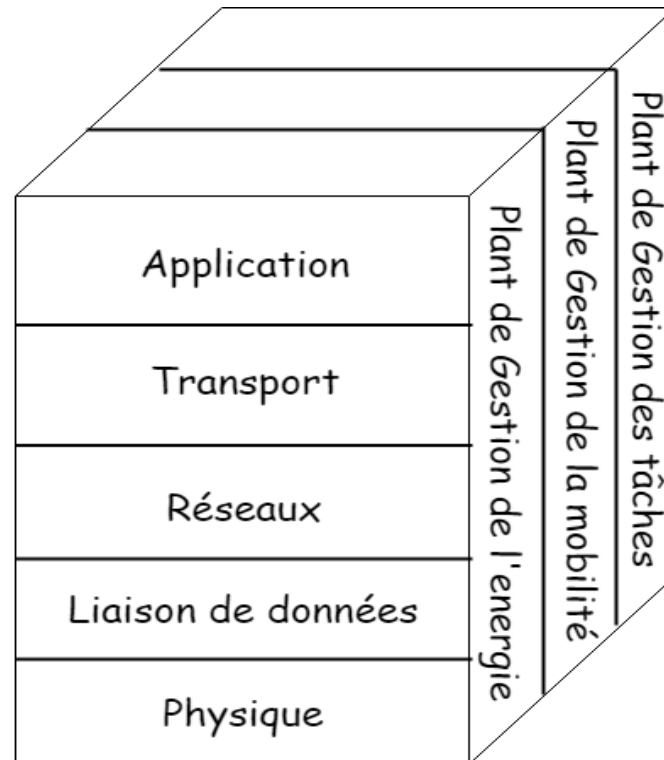 Application
Transport
Réseaux
Liaison de données
Physique
Plant de Gestion de l'energie
Plant de Gestion de la mobilité
Plant de Gestion des tâches